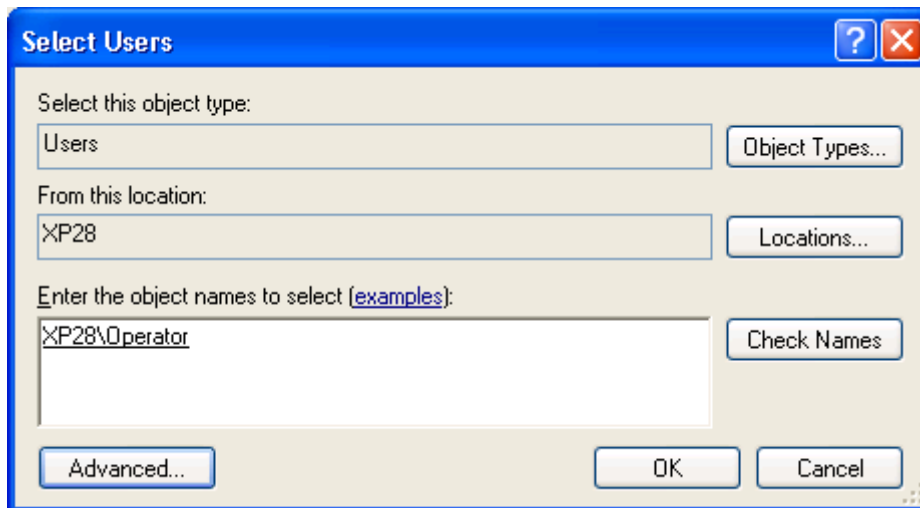 Select Users
Select this object type:
Users
Object Types...
From this location:
XP28
Locations...
Enter the object names to select (examples):
XP28\Operator
Check Names
Advanced...
OK
Cancel